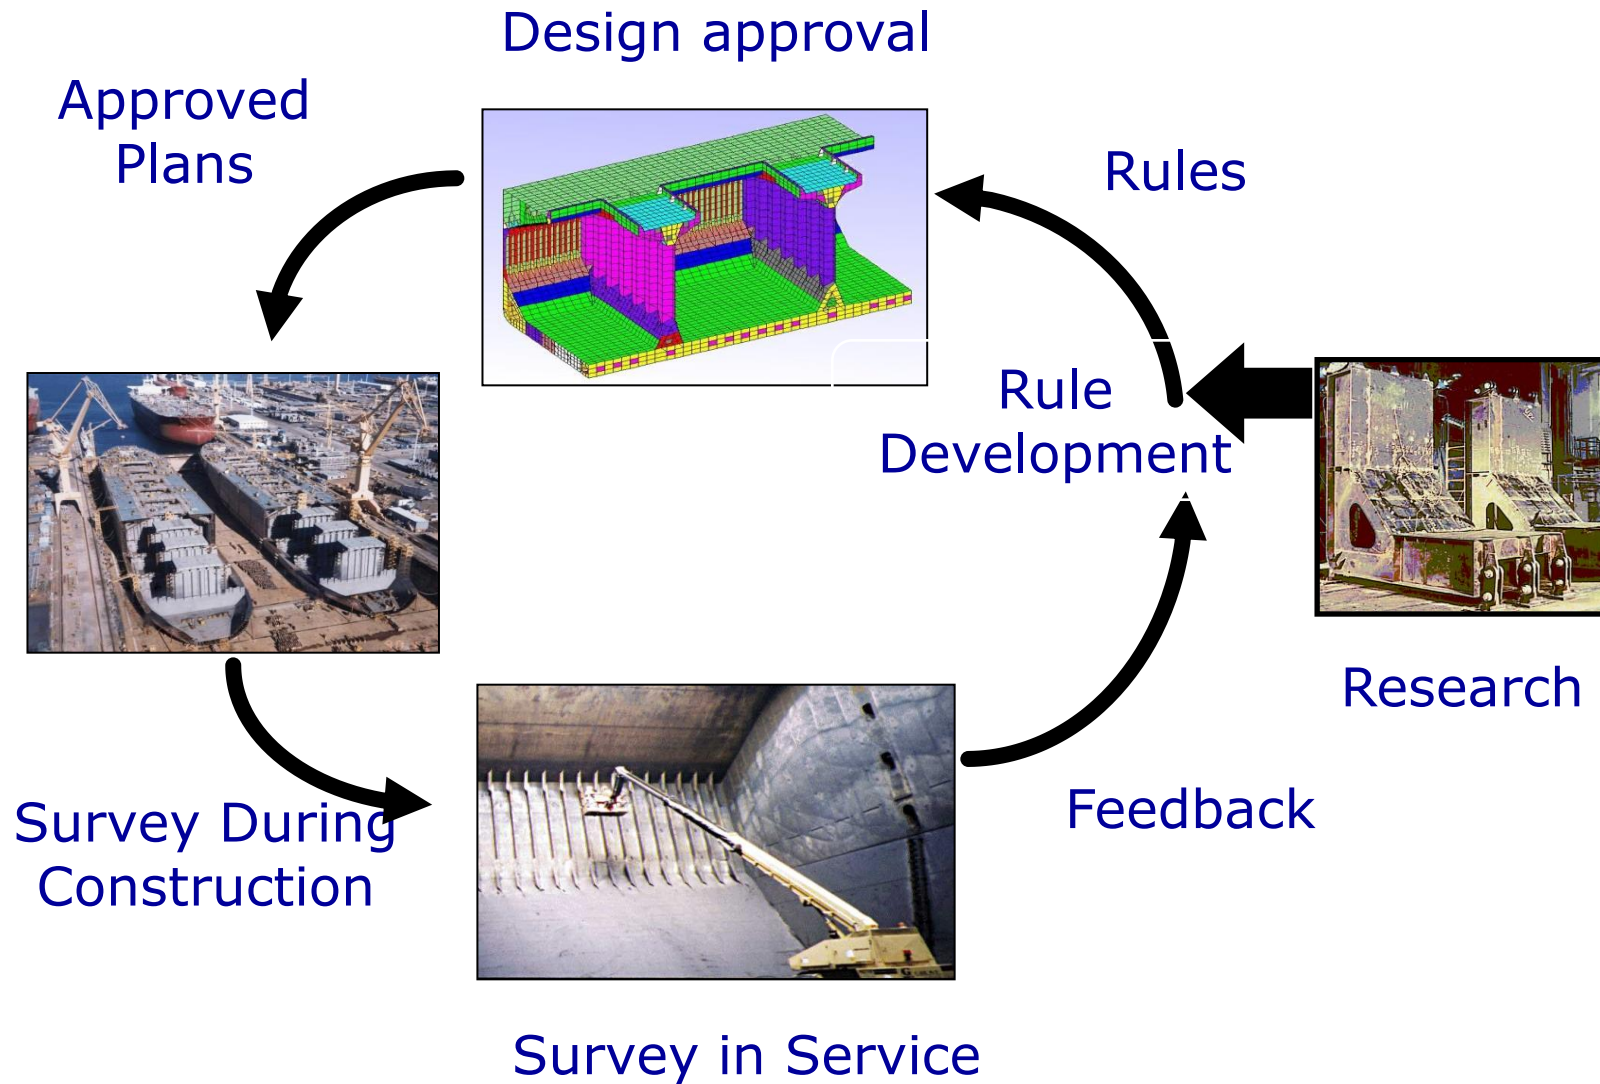 Design approval
Approved
Plans
Rules
Rule
Development
Research
Survey During
Construction
Feedback
Survey in Service